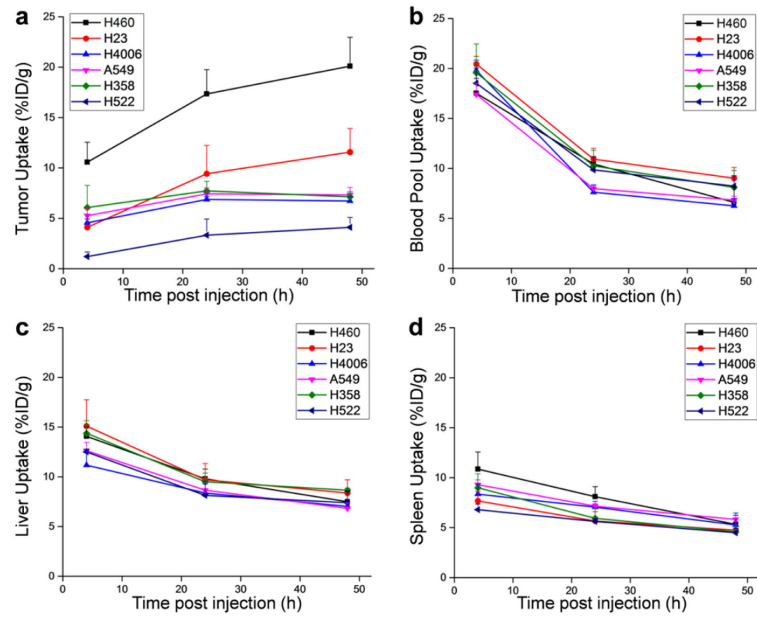 a
H460
H23
H4006
A549
H358
H522
25
20
15
10
5
0
0 10 20 30 40 50
Tumor Uptake (%ID/g)
Time post injection (h)
b
H460
H23
H4006
A549
H358
H522
25
20
15
10
5
0
0 10 20 30 40 50
Blood Pool Uptake (%ID/g)
Time post injection (h)
c
H460
H23
H4006
A549
H358
H522
25
20
15
10
5
0
0 10 20 30 40 50
Liver Uptake (%ID/g)
Time post injection (h)
d
H460
H23
H4006
A549
H358
H522
25
20
15
10
5
0
0 10 20 30 40 50
Spleen Uptake (%ID/g)
Time post injection (h)